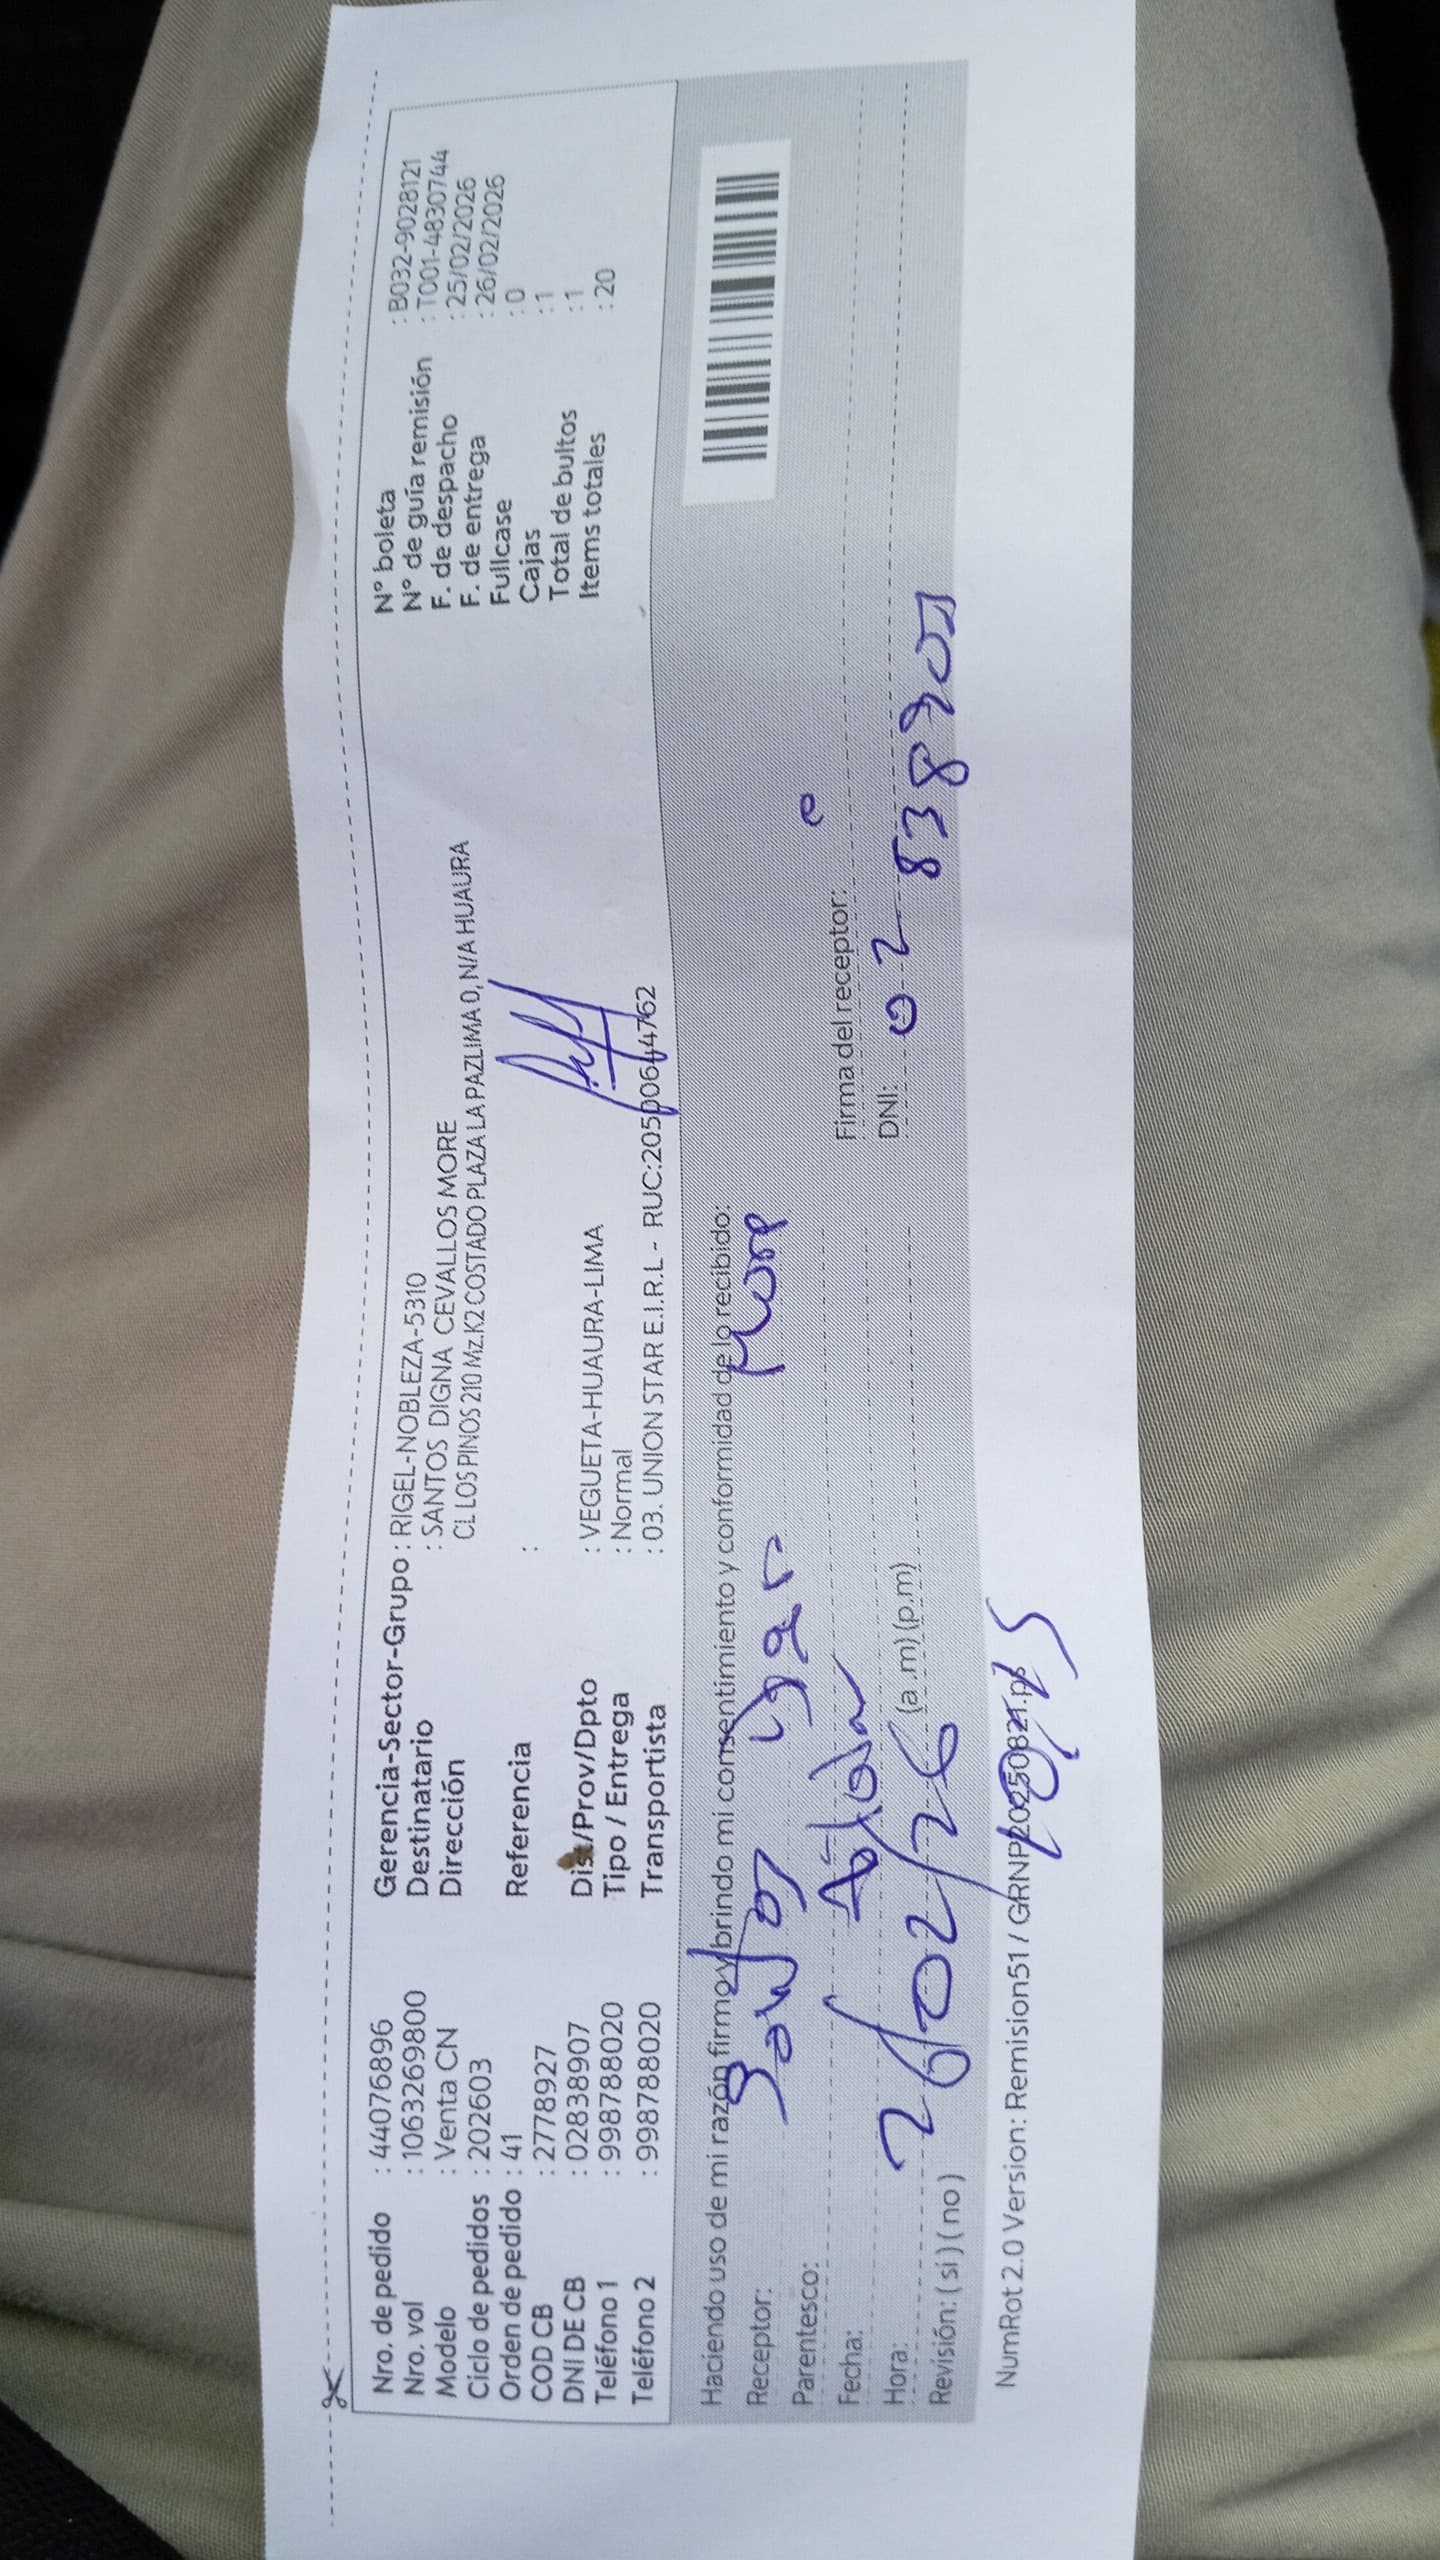 Nro. de pedido : 44076896
Nro. vol : 1063269800
Modelo : Venta CN
Ciclo de pedidos : 202603
Orden de pedido : 41
COD CB : 2778927
DNI DE CB : 02838907
Teléfono 1 : 998788020
Teléfono 2 : 998788020
Gerencia-Sector-Grupo : RIGEL-NOBLEZA-5310
Destinatario : SANTOS DIGNA CEVALLOS MORE
Dirección CL LOS PINOS 210 Mz.K2 COSTADO PLAZA LA PAZLIMA 0, N/A HUAURA
Referencia :
Dist/Prov/Dpto : VEGUETA-HUAURA-LIMA
Tipo / Entrega : Normal
Transportista : 03. UNION STAR E.I.R.L - RUC:20500644762
N° boleta : B032-9028121
N° de guía remisión : T001-4830744
F. de despacho : 25/02/2026
F. de entrega : 26/02/2026
Fullcase : 0
Cajas : 1
Total de bultos : 1
Items totales : 20
Haciendo uso de mi razón firmo y brindo mi consentimiento y conformidad de lo recibido:
Receptor: More
Parentesco:
Fecha: 26/02/26
Hora: (a .m) (p.m)
Revisión: ( si ) ( no )
Firma del receptor:
DNI: 02838907
NumRot 2.0 Version: Remision51 / GRNP20250821.ps